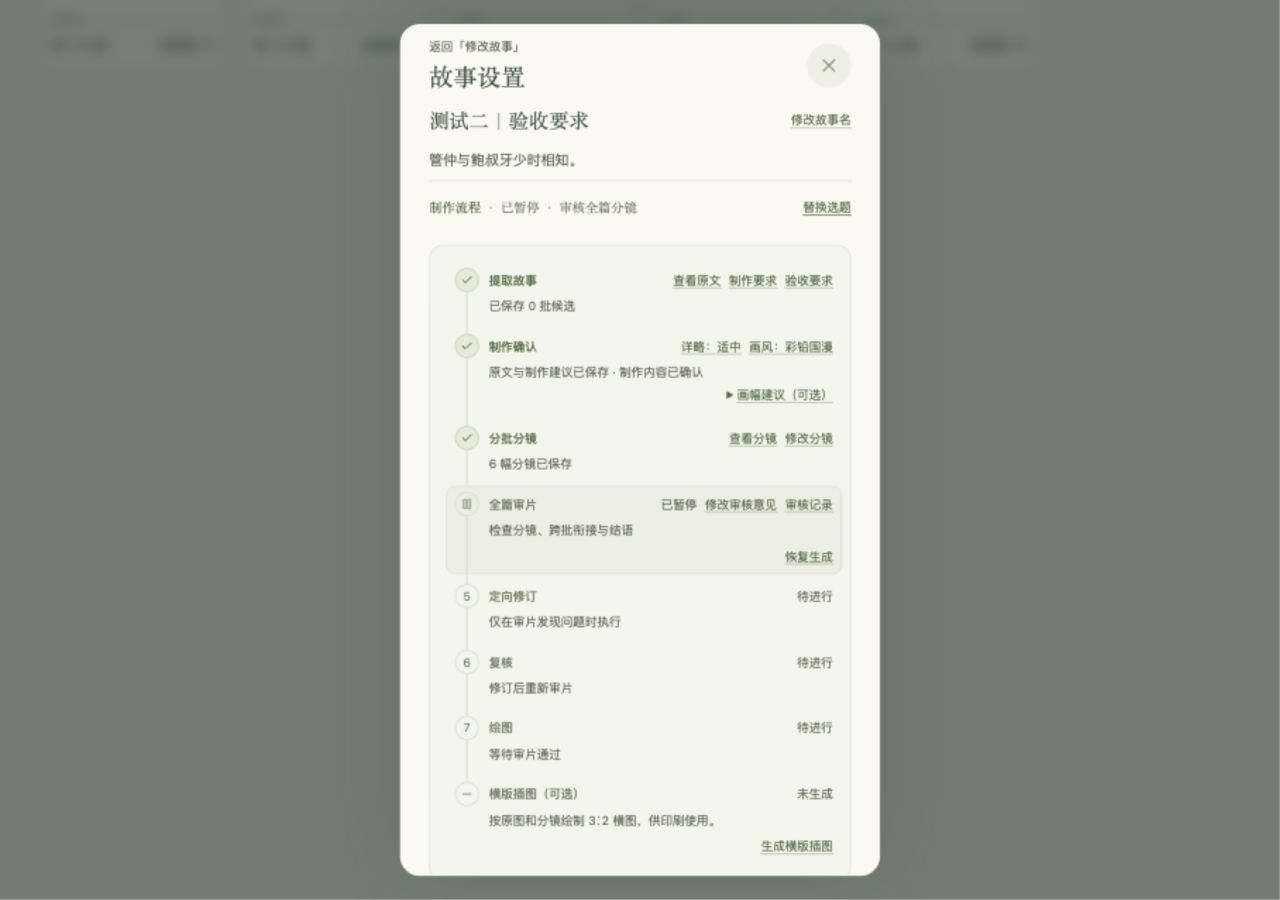 返回「修改故事」
故事设置
测试二｜验收要求 修改故事名
管仲与鲍叔牙少时相知。
制作流程 · 已暂停 · 审核全篇分镜 替换选题
提取故事 查看原文 制作要求 验收要求
已保存 0 批候选
制作确认 详略：适中 画风：彩铅国漫
原文与制作建议已保存 · 制作内容已确认
▶ 画幅建议（可选）
分批分镜 查看分镜 修改分镜
6 幅分镜已保存
全篇审片 已暂停 修改审核意见 审核记录
检查分镜、跨批衔接与结语
恢复生成
5 定向修订 待进行
仅在审片发现问题时执行
6 复核 待进行
修订后重新审片
7 绘图 待进行
等待审片通过
横版插图（可选） 未生成
按原图和分镜绘制 3:2 横图，供印刷使用。
生成横版插图